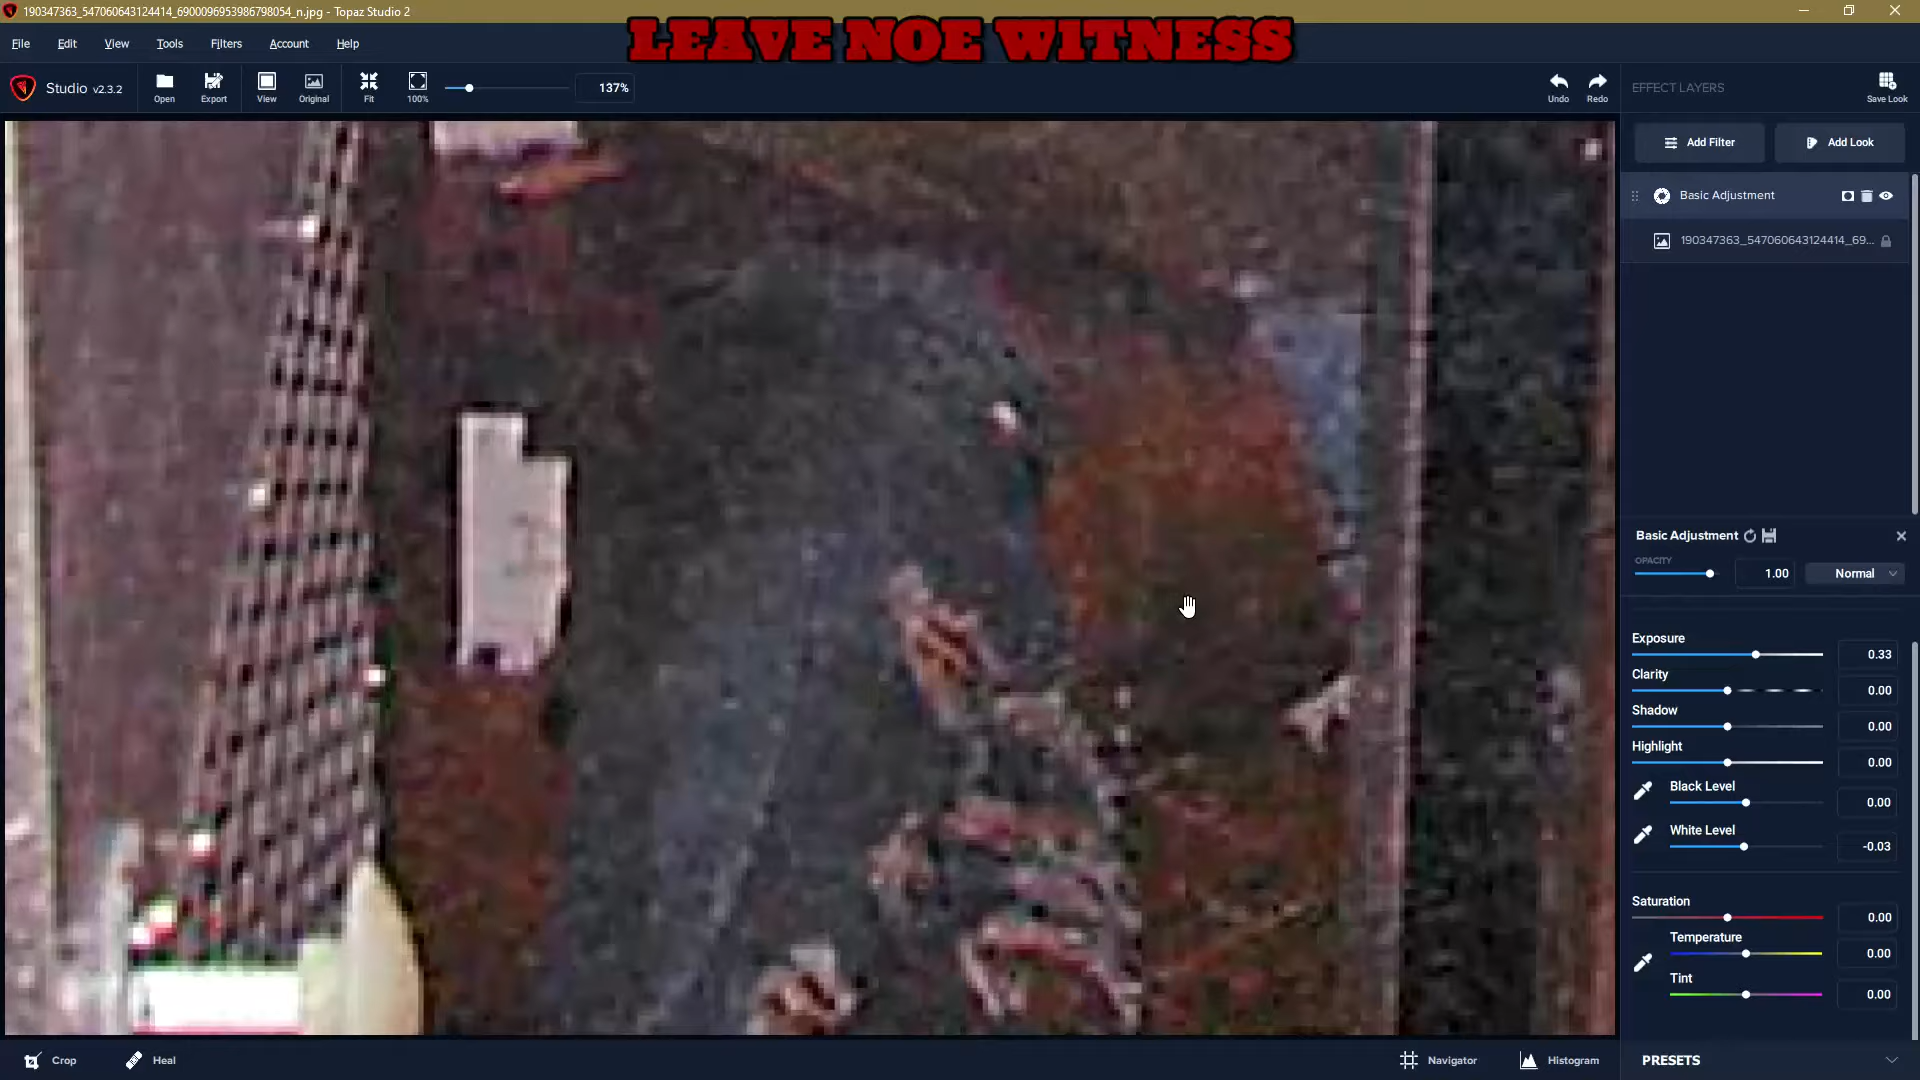 190347363_547060643124414_6900096953986798054_n.jpg - Topaz Studio 2
LEAVE NOE WITNESS
File Edit View Tools Filters Account Help
Studio v2.3.2
Open Export View Original Fit 100% 137% Undo Redo
EFFECT LAYERS
Save Look
Add Filter Add Look
Basic Adjustment
190347363_547060643124414_69...
Basic Adjustment
OPACITY
1.00 Normal
Exposure
0.33
Clarity
0.00
Shadow
0.00
Highlight
0.00
Black Level
0.00
White Level
-0.03
Saturation
0.00
Temperature
0.00
Tint
0.00
Crop Heal Navigator Histogram PRESETS